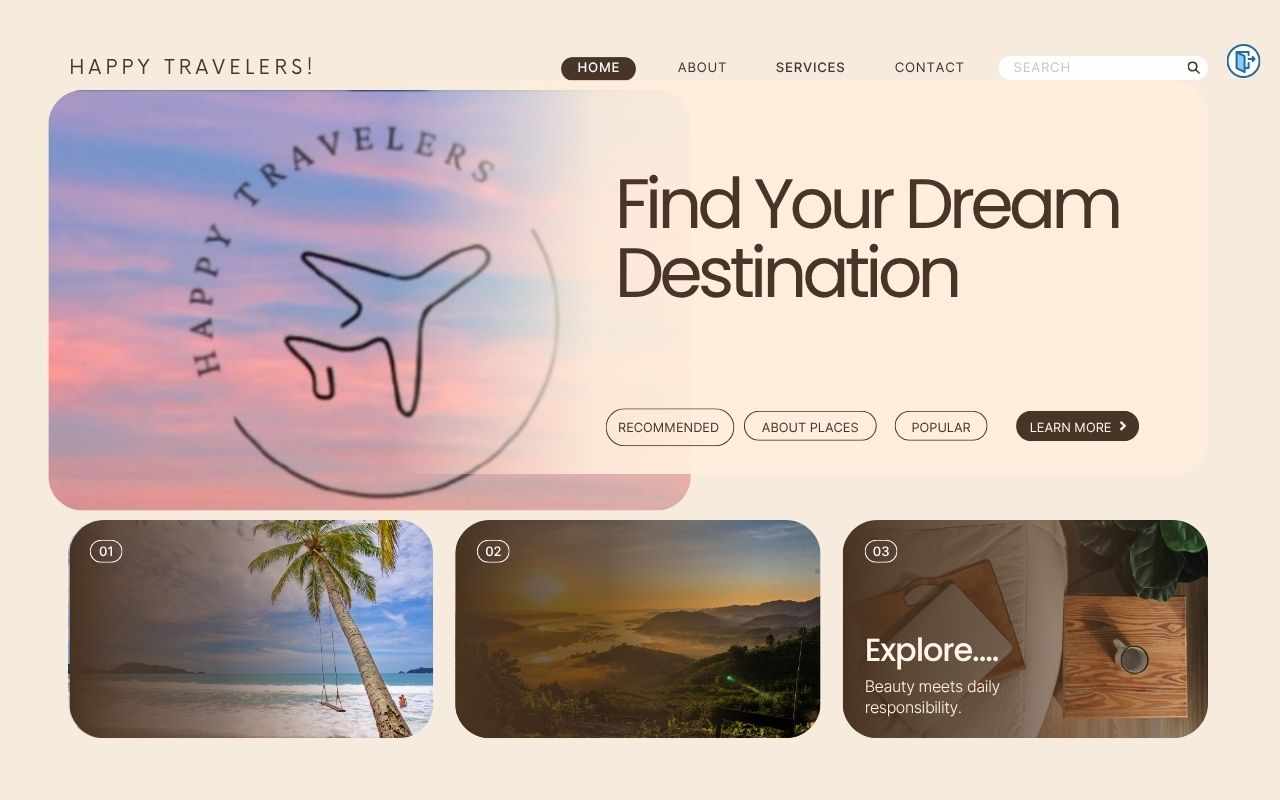 HAPPY TRAVELERS!
HOME
ABOUT
SERVICES
CONTACT
SEARCH
HAPPY TRAVELERS
Find Your Dream
Destination
RECOMMENDED
ABOUT PLACES
POPULAR
LEARN MORE
01
02
03
Explore....
Beauty meets daily
responsibility.